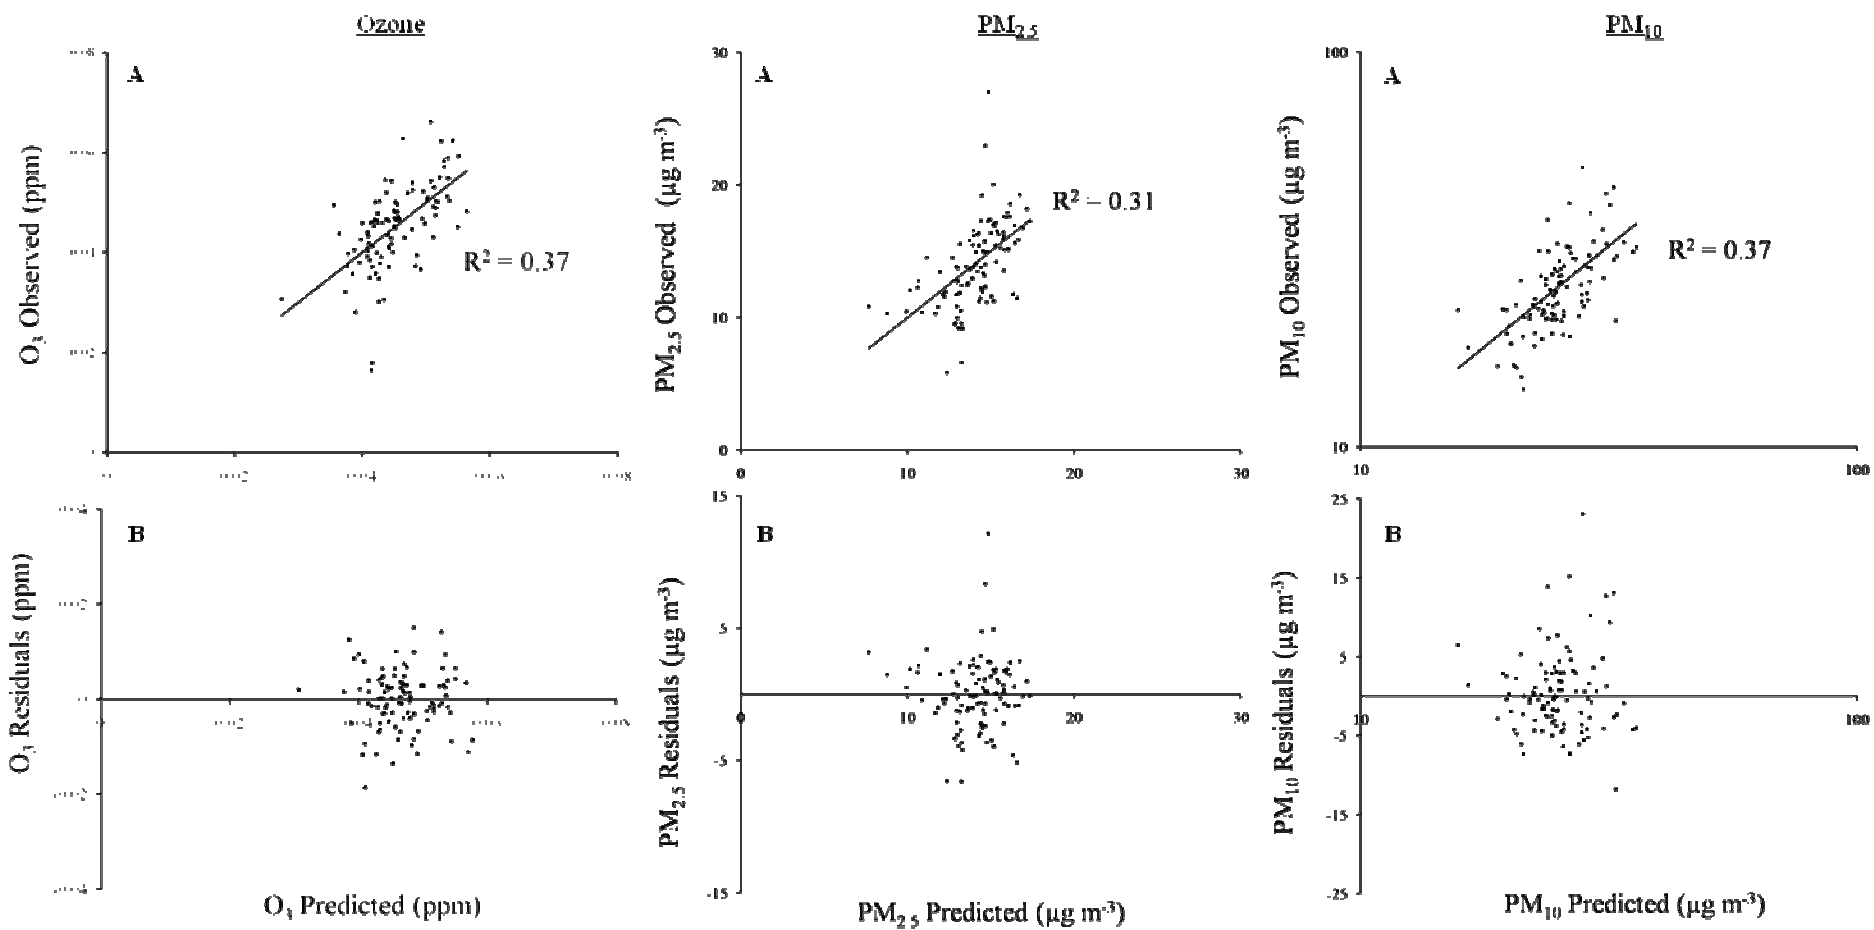 Ozone
PM2.5
PM10
A
O3 Observed (ppm)
R² = 0.37
30
20
10
0
A
PM2.5 Observed (µg m-3)
R² = 0.31
0
10
20
30
100
10
A
PM10 Observed (µg m-3)
R² = 0.37
10
100
B
O3 Residuals (ppm)
O3 Predicted (ppm)
15
5
-5
-15
B
PM2.5 Residuals (µg m-3)
0
10
20
30
PM2.5 Predicted (µg m-3)
25
15
5
-5
-15
-25
B
PM10 Residuals (µg m-3)
10
100
PM10 Predicted (µg m-3)